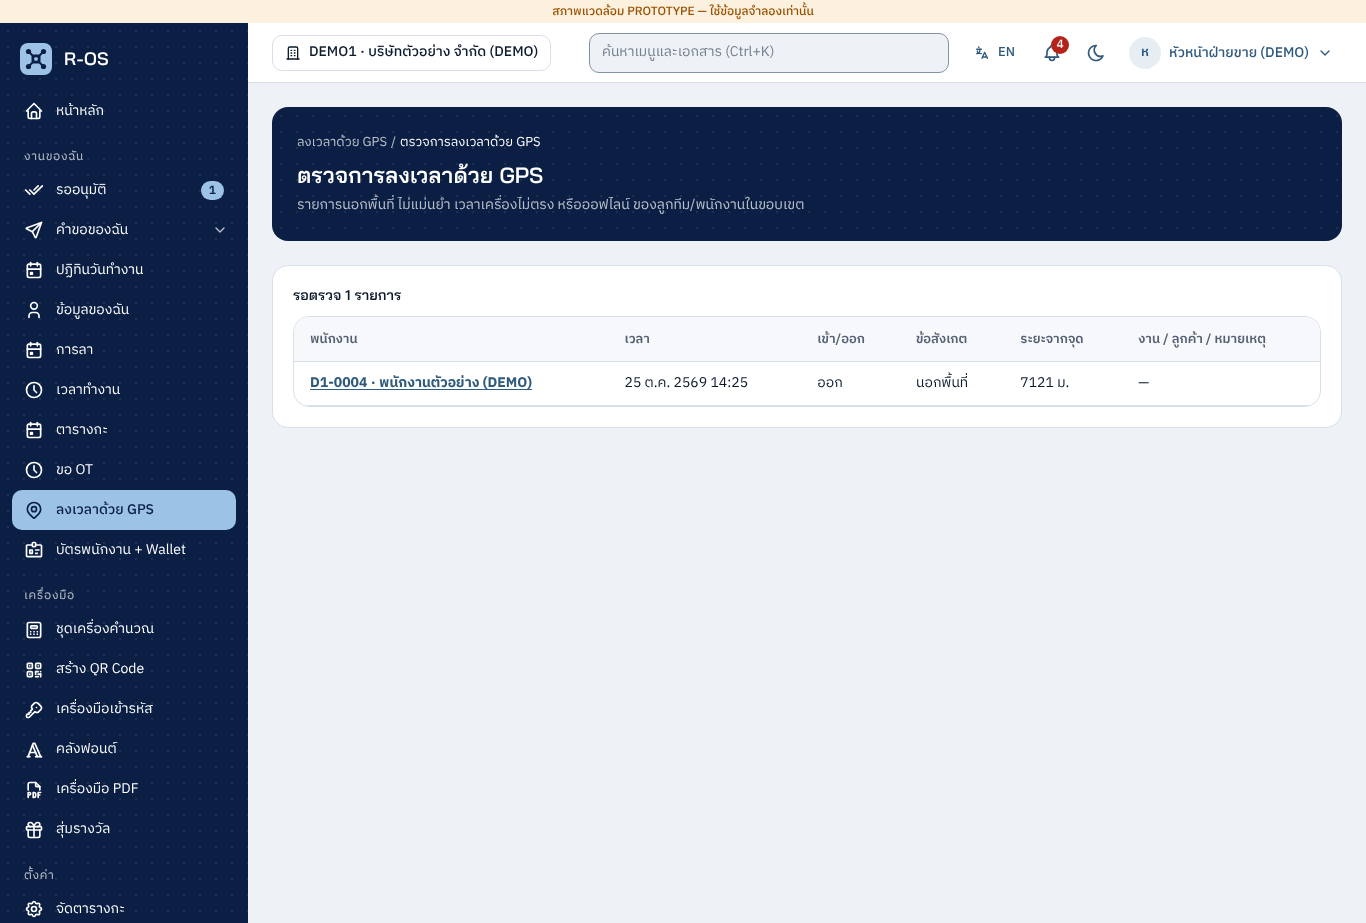 สภาพแวดล้อม PROTOTYPE — ใช้ข้อมูลจำลองเท่านั้น
R-OS
DEMO1 · บริษัทตัวอย่าง จำกัด (DEMO)
ค้นหาเมนูและเอกสาร (Ctrl+K)
EN
4
ห
หัวหน้าฝ่ายขาย (DEMO)
หน้าหลัก
งานของฉัน
รออนุมัติ
1
คำขอของฉัน
ปฏิทินวันทำงาน
ข้อมูลของฉัน
การลา
เวลาทำงาน
ตารางกะ
ขอ OT
ลงเวลาด้วย GPS
บัตรพนักงาน + Wallet
เครื่องมือ
ชุดเครื่องคำนวณ
สร้าง QR Code
เครื่องมือเข้ารหัส
คลังฟอนต์
เครื่องมือ PDF
สุ่มรางวัล
ตั้งค่า
จัดตารางกะ
ลงเวลาด้วย GPS / ตรวจการลงเวลาด้วย GPS
ตรวจการลงเวลาด้วย GPS
รายการนอกพื้นที่ ไม่แม่นยำ เวลาเครื่องไม่ตรง หรือออฟไลน์ ของลูกทีม/พนักงานในขอบเขต
รอตรวจ 1 รายการ
พนักงาน เวลา เข้า/ออก ข้อสังเกต ระยะจากจุด งาน / ลูกค้า / หมายเหตุ
D1-0004 · พนักงานตัวอย่าง (DEMO) 25 ต.ค. 2569 14:25 ออก นอกพื้นที่ 7121 ม. —